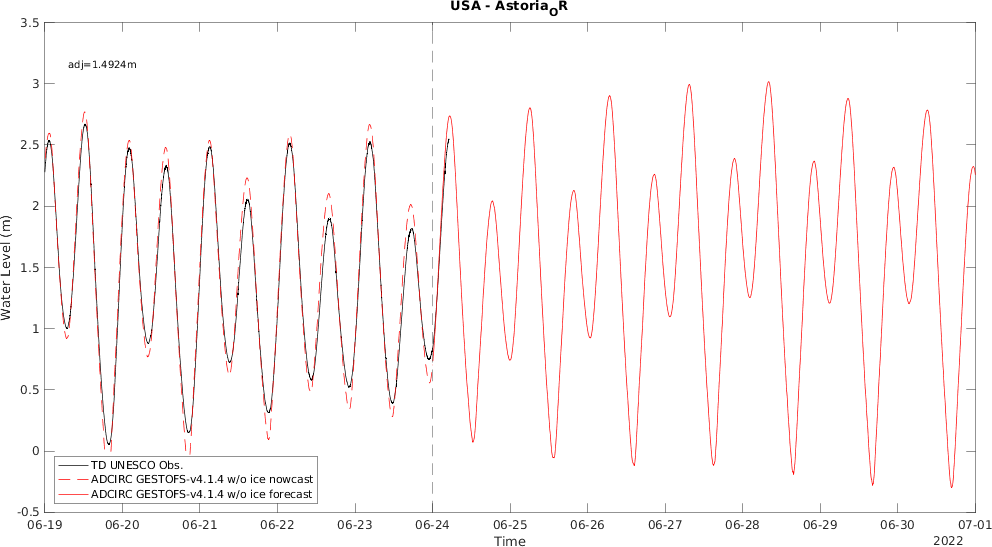 USA - Astoria_OR
3.5
adj=1.4924m
3
2.5
2
Water Level (m)
1.5
1
0.5
0
TD UNESCO Obs.
ADCIRC GESTOFS-v4.1.4 w/o ice nowcast
ADCIRC GESTOFS-v4.1.4 w/o ice forecast
-0.5
06-19 06-20 06-21 06-22 06-23 06-24 06-25 06-26 06-27 06-28 06-29 06-30 07-01
Time
2022